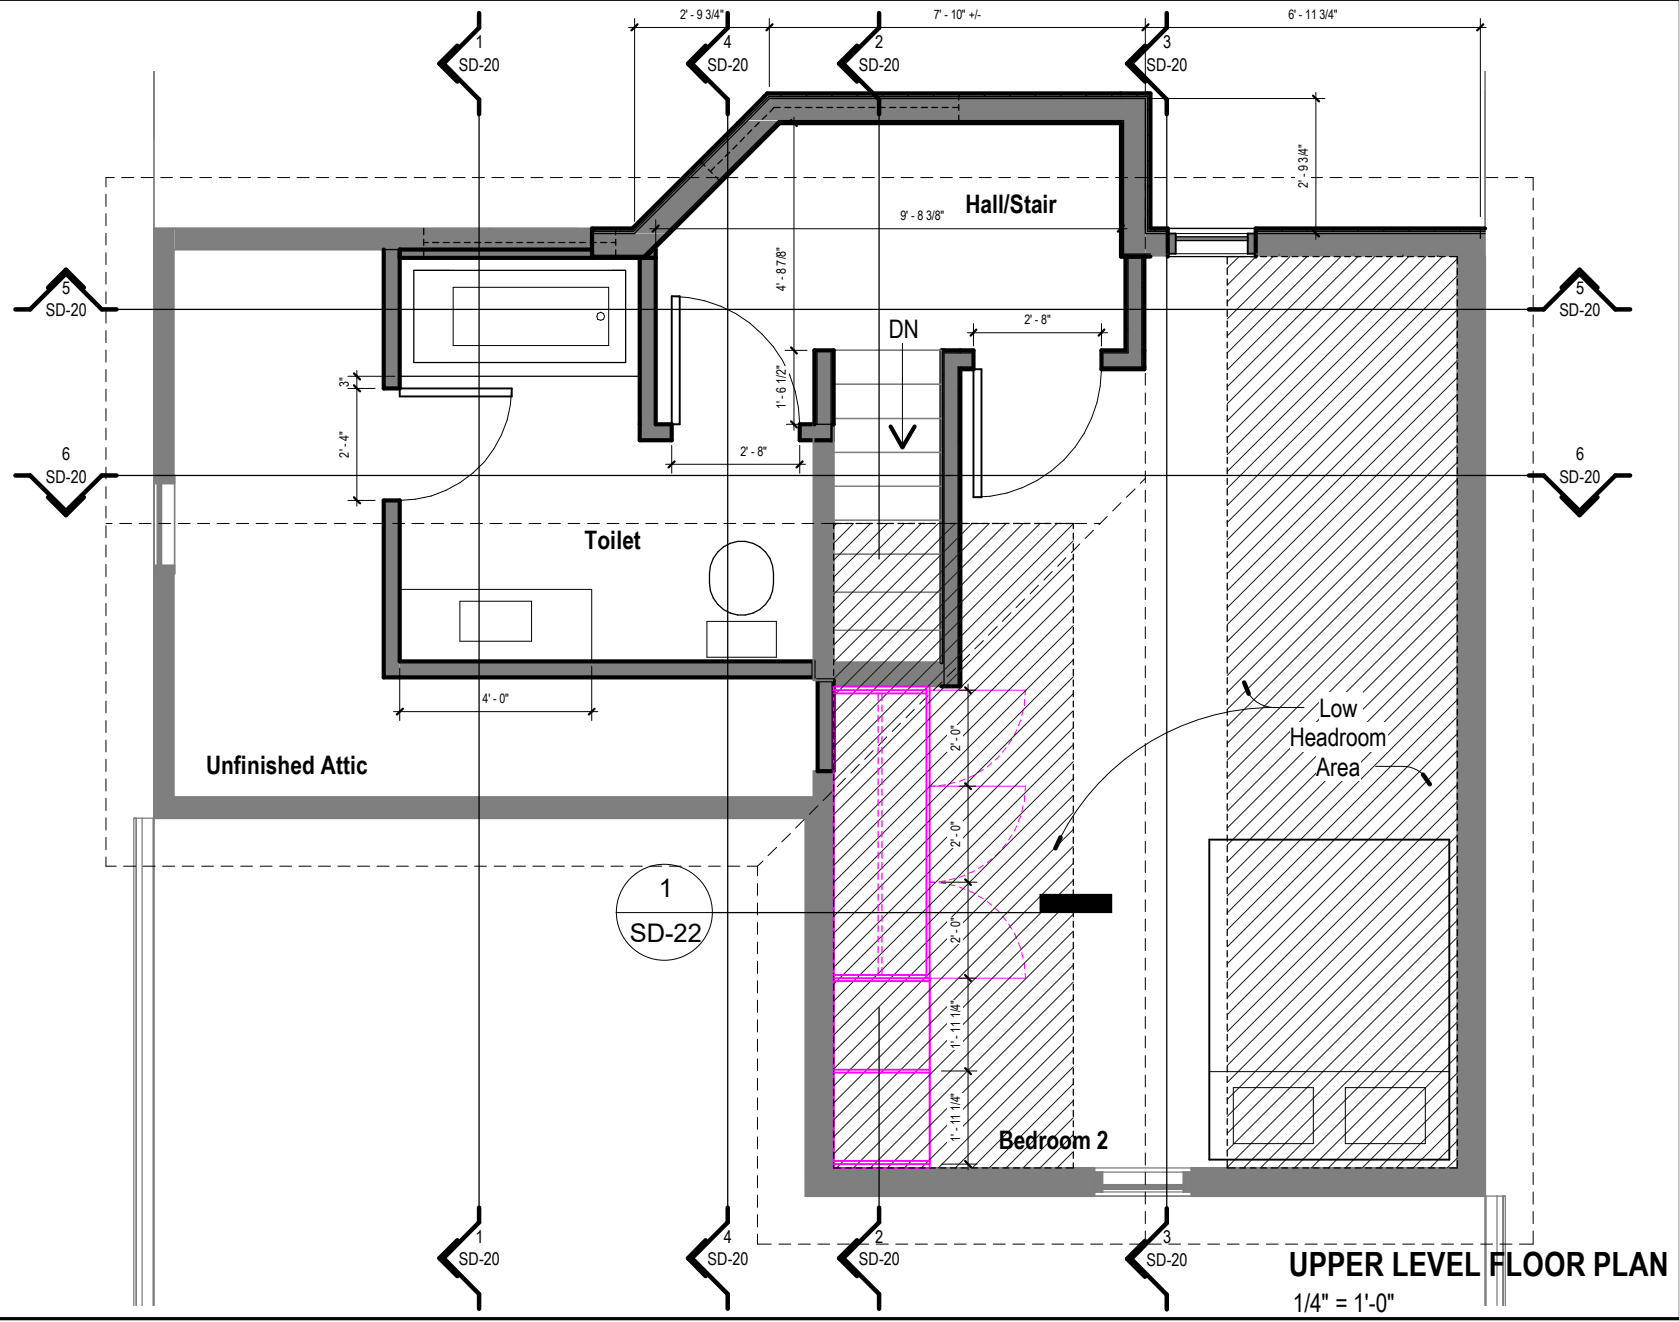 2' - 9 3/4"
7' - 10" +/-
6' - 11 3/4"
1
SD-20
4
SD-20
2
SD-20
3
SD-20
2' - 9 3/4"
Hall/Stair
9' - 8 3/8"
4' - 8 7/8"
5
SD-20
5
SD-20
DN
2' - 8"
3"
1' - 6 1/2"
2' - 4"
2' - 8"
6
SD-20
6
SD-20
Toilet
4' - 0"
Unfinished Attic
2' - 0"
Low
Headroom
Area
2' - 0"
1
SD-22
2' - 0"
1' - 11 1/4"
1' - 11 1/4"
Bedroom 2
1
SD-20
4
SD-20
2
SD-20
3
SD-20
UPPER LEVEL FLOOR PLAN
1/4" = 1'-0"